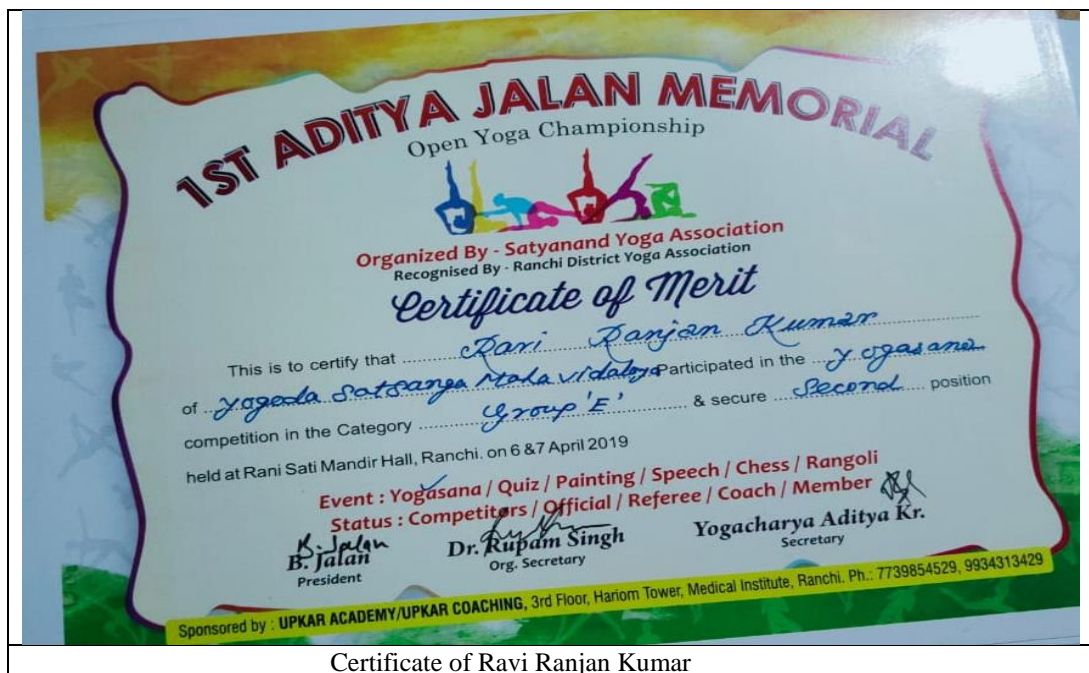 1ST ADITYA JALAN MEMORIAL
Open Yoga Championship
Organized By - Satyanand Yoga Association
Recognised By - Ranchi District Yoga Association
Certificate of Merit
This is to certify that Ravi Ranjan Kumar
of Yogoda Satsanga Mahavidalya Participated in the Yogasana
competition in the Category Group 'E' & secure Second position
held at Rani Sati Mandir Hall, Ranchi. on 6 &7 April 2019
Event : Yogasana / Quiz / Painting / Speech / Chess / Rangoli
Status : Competitors / Official / Referee / Coach / Member
B. Jalan
B. Jalan Dr. Rupam Singh Yogacharya Aditya Kr.
President Org. Secretary Secretary
Sponsored by : UPKAR ACADEMY/UPKAR COACHING, 3rd Floor, Hariom Tower, Medical Institute, Ranchi. Ph.: 7739854529, 9934313429
Certificate of Ravi Ranjan Kumar